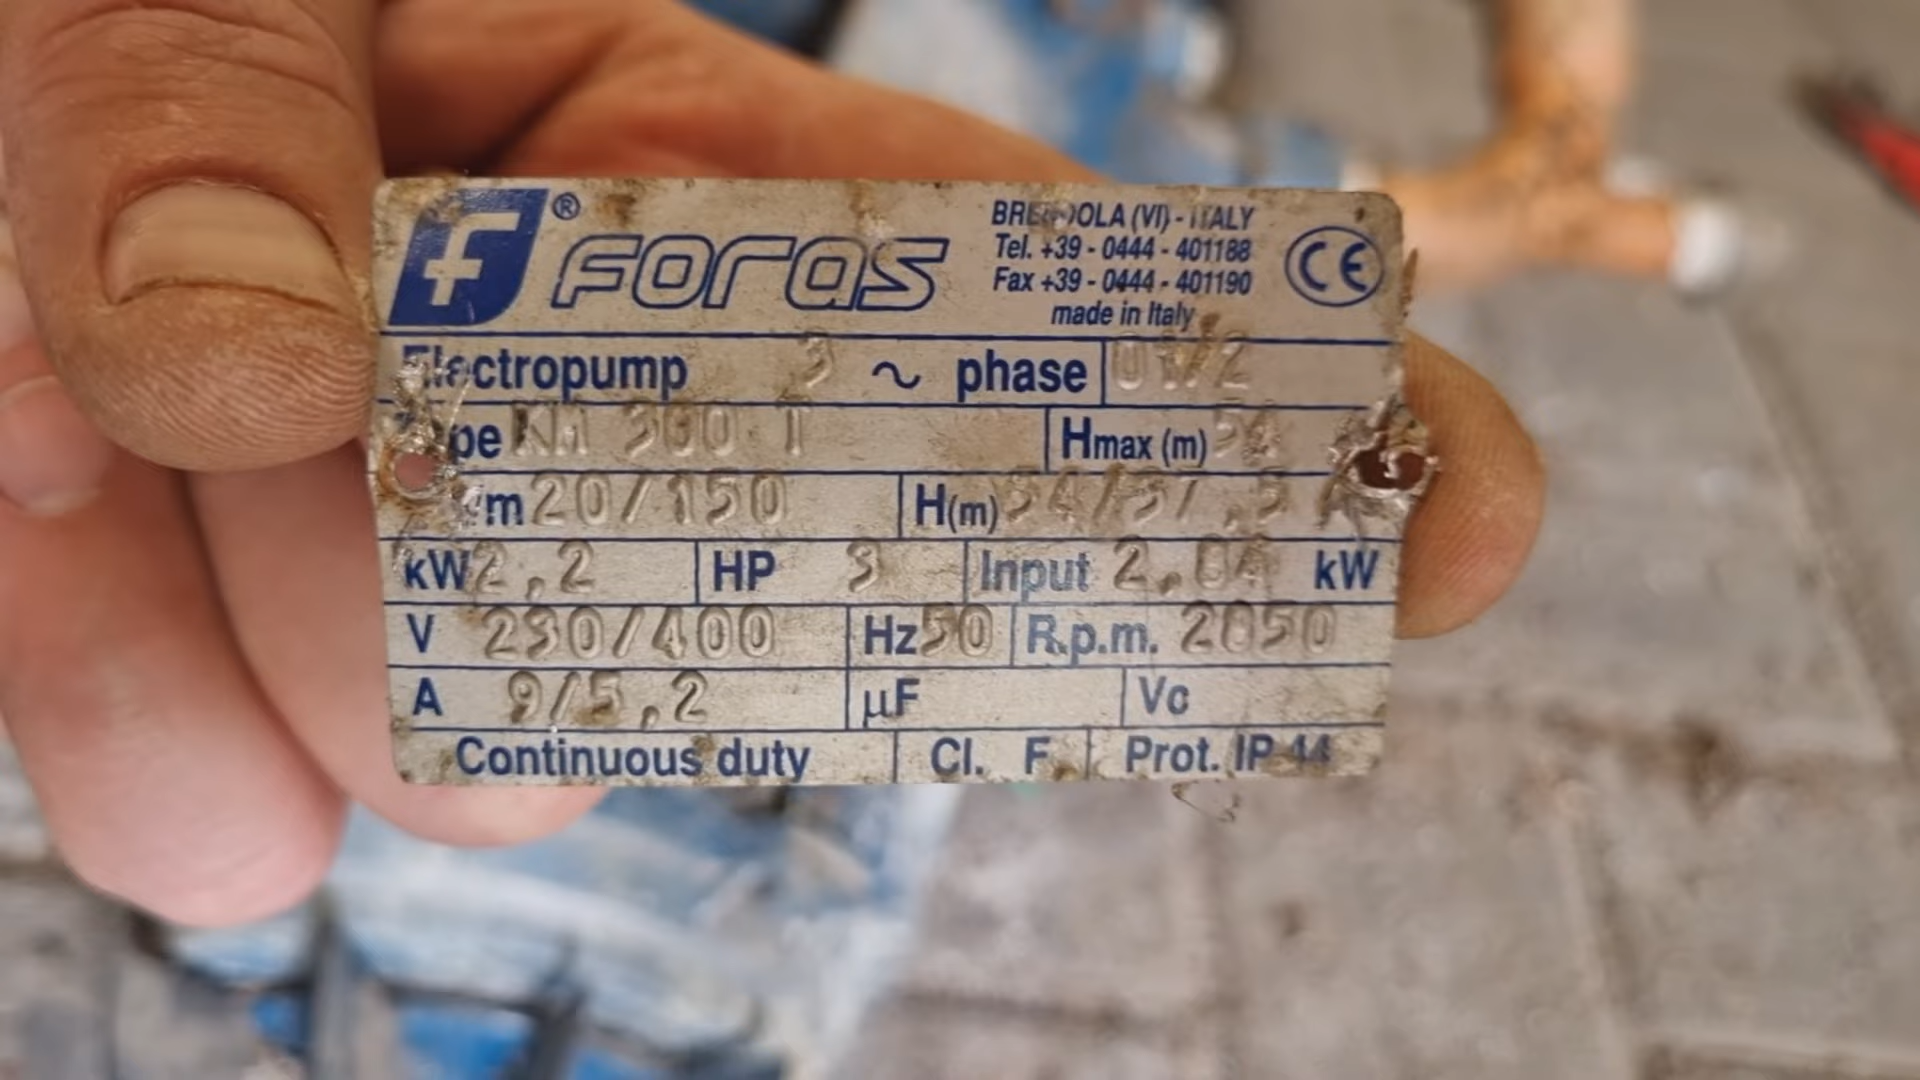 f ® foras
BRENDOLA (VI) - ITALY
Tel. +39 - 0444 - 401188
Fax +39 - 0444 - 401190
made in Italy
CE
Electropump 3 ~ phase
Type KM 300 T Hmax (m) 54
20/150 H(m)
kW 2,2 HP 3 Input kW
V 230/400 Hz 50 R.p.m. 2850
A 9/5,2 µF Vc
Continuous duty Cl. F Prot. IP 44